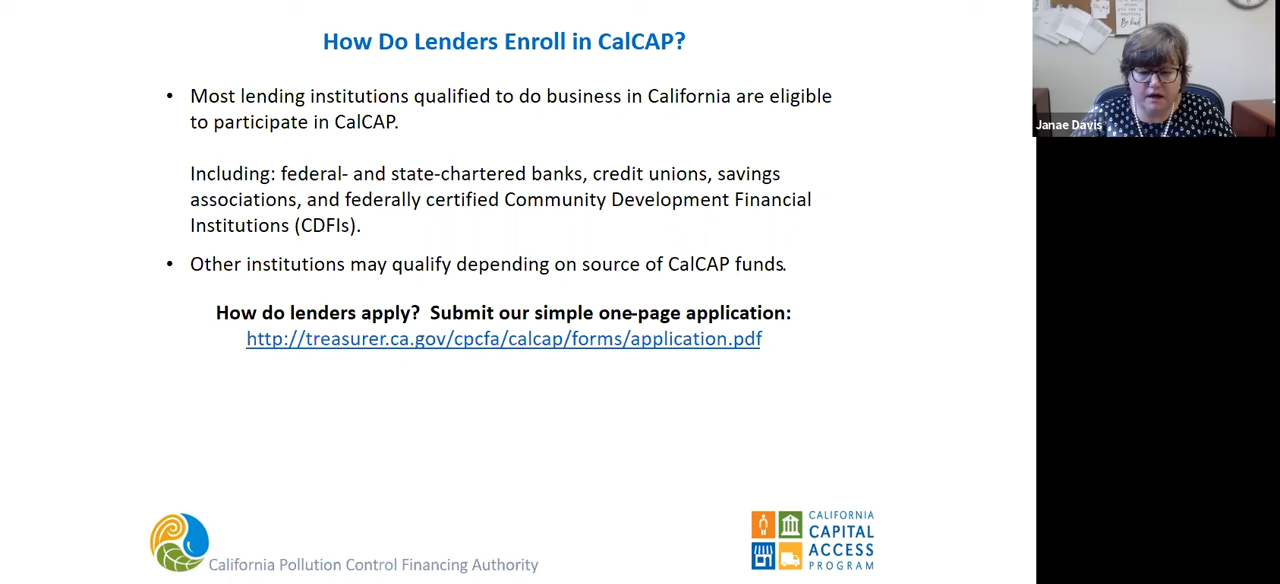 How Do Lenders Enroll in CalCAP?
• Most lending institutions qualified to do business in California are eligible
to participate in CalCAP.
Including: federal- and state-chartered banks, credit unions, savings
associations, and federally certified Community Development Financial
Institutions (CDFIs).
• Other institutions may qualify depending on source of CalCAP funds.
How do lenders apply?  Submit our simple one-page application:
http://treasurer.ca.gov/cpcfa/calcap/forms/application.pdf
California Pollution Control Financing Authority
CALIFORNIA
CAPITAL
ACCESS
PROGRAM
Janae Davis